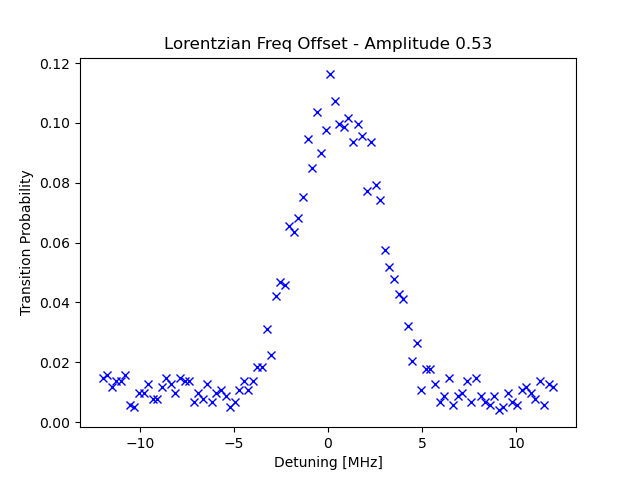 Lorentzian Freq Offset - Amplitude 0.53
0.12
0.10
0.08
0.06
0.04
0.02
0.00
Transition Probability
−10 −5 0 5 10
Detuning [MHz]